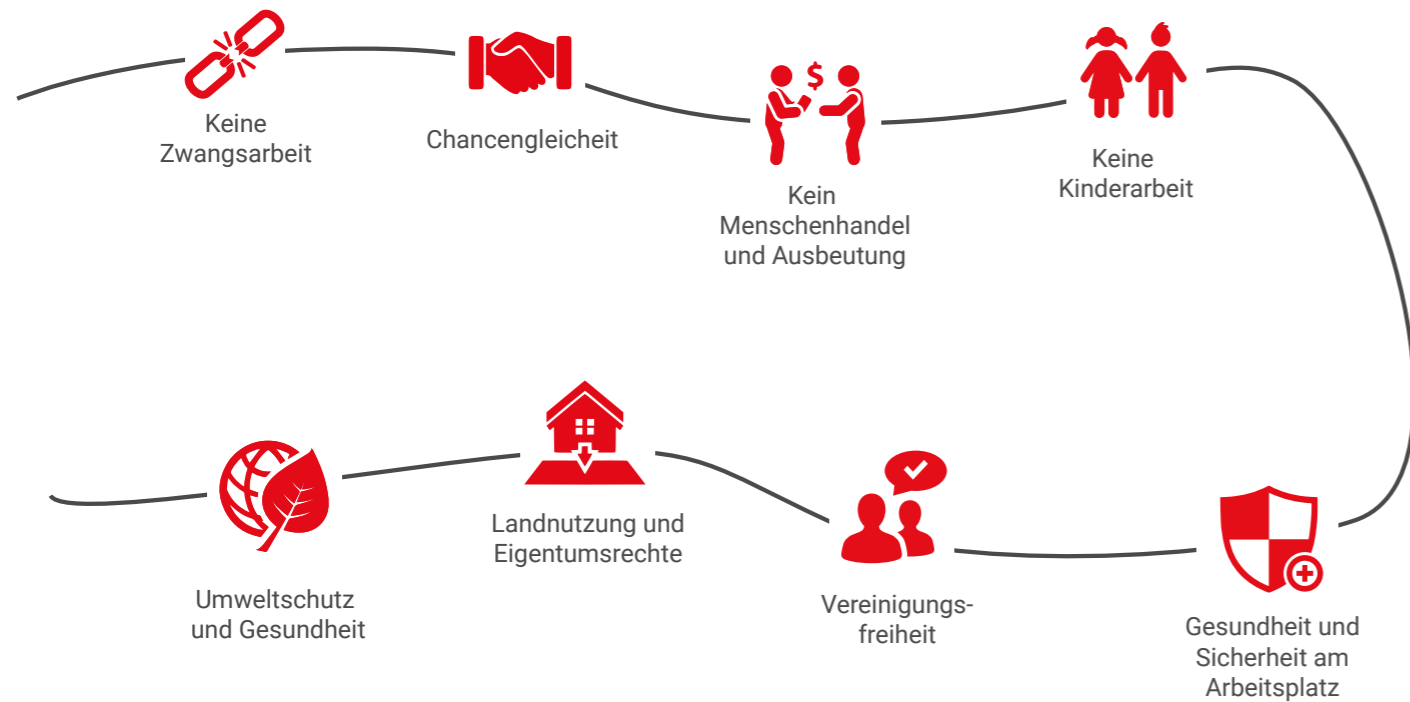 Keine
Zwangsarbeit
Chancengleicheit
Kein
Menschenhandel
und Ausbeutung
Keine
Kinderarbeit
Gesundheit und
Sicherheit am
Arbeitsplatz
Vereinigungs-
freiheit
Landnutzung und
Eigentumsrechte
Umweltschutz
und Gesundheit